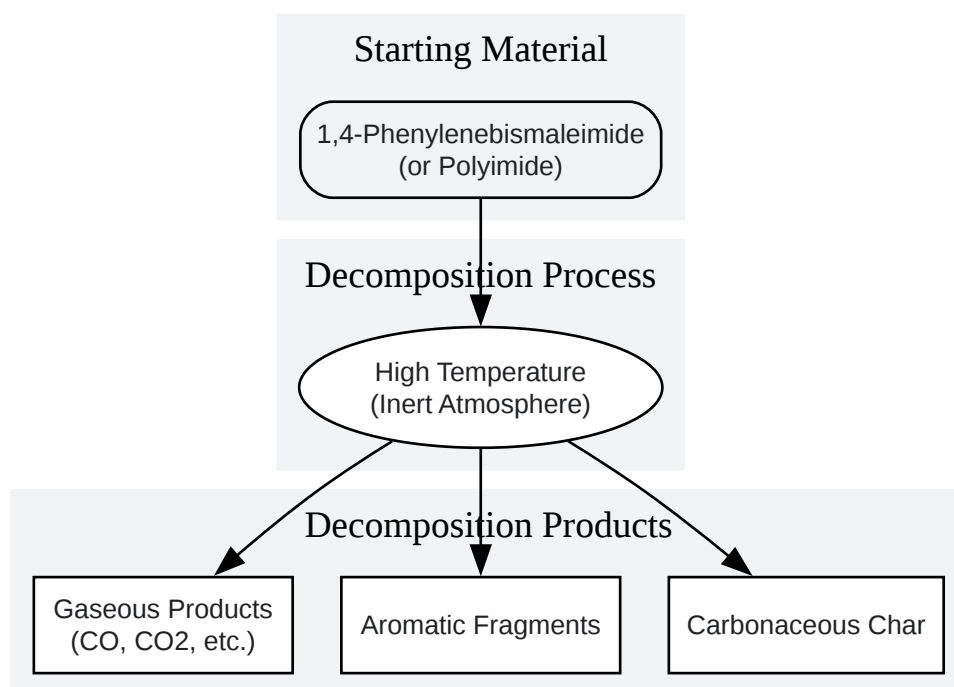 Starting Material
1,4-Phenylenebismaleimide
(or Polyimide)
Decomposition Process
High Temperature
(Inert Atmosphere)
Decomposition Products
Gaseous Products
(CO, CO2, etc.)
Aromatic Fragments
Carbonaceous Char